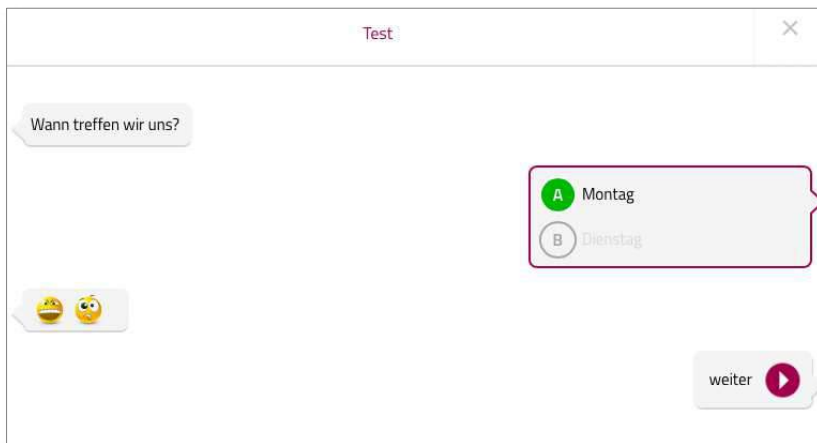 Test
Wann treffen wir uns?
A Montag
B Dienstag
weiter